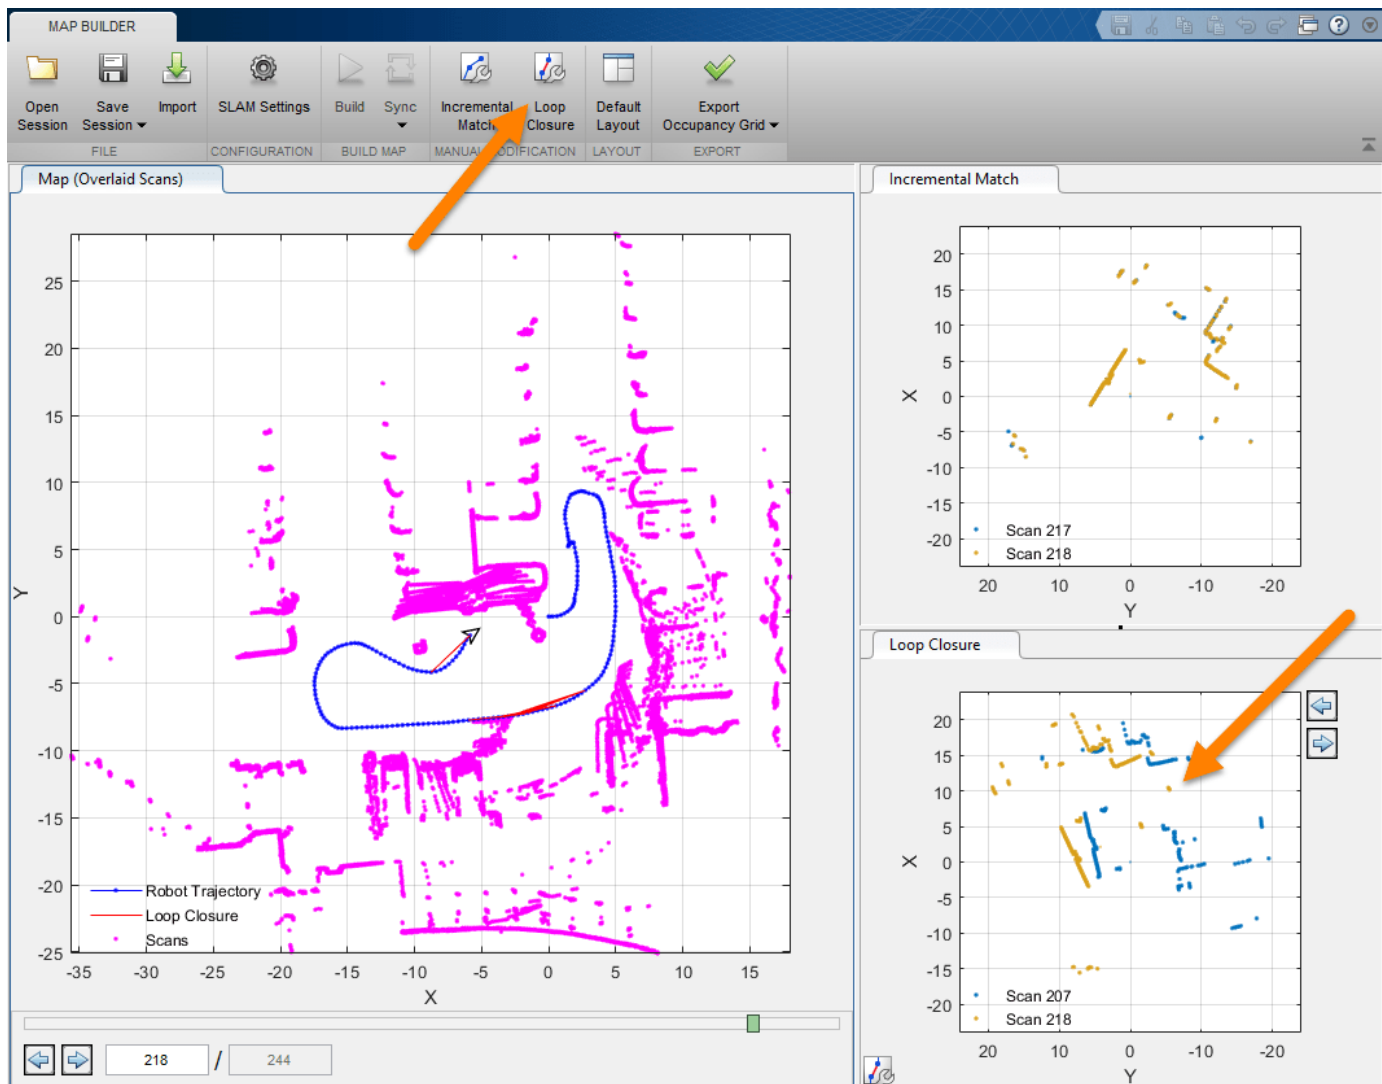 MAP BUILDER
Open Session
Save Session
Import
SLAM Settings
Build
Sync
Incremental
Loop Closure
Default Layout
Export Occupancy Grid
FILE
CONFIGURATION
BUILD MAP
LAYOUT
EXPORT
Map (Overlaid Scans)
25
20
15
10
5
0
-5
-10
-15
-20
-25
Y
Robot Trajectory
Loop Closure
Scans
-35 -30 -25 -20 -15 -10 -5 0 5 10 15
X
218 / 244
Incremental Match
20
15
10
5
0
-5
-10
-15
-20
X
Scan 217
Scan 218
20 10 0 -10 -20
Y
Loop Closure
20
15
10
5
0
-5
-10
-15
-20
X
Scan 207
Scan 218
20 10 0 -10 -20
Y